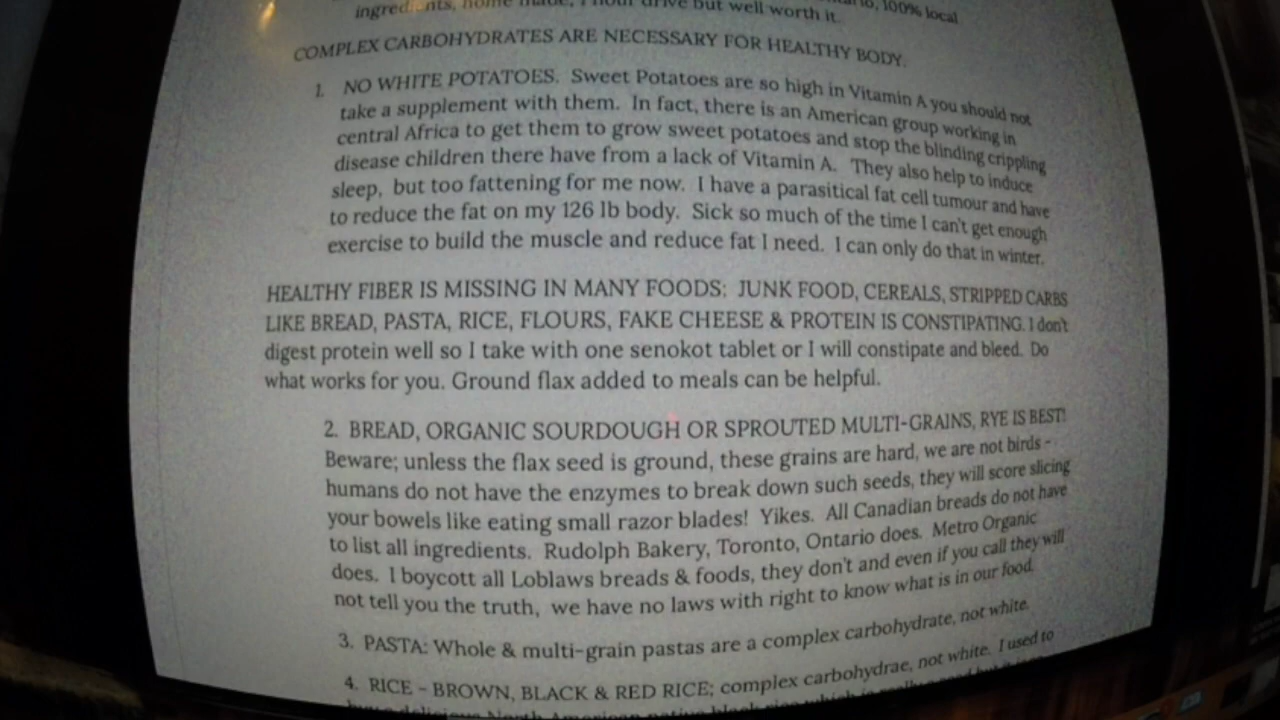 ingredients, home made, 1 hour drive but well worth it. 100% local
COMPLEX CARBOHYDRATES ARE NECESSARY FOR HEALTHY BODY.
1. NO WHITE POTATOES. Sweet Potatoes are so high in Vitamin A you should not
take a supplement with them. In fact, there is an American group working in
central Africa to get them to grow sweet potatoes and stop the blinding crippling
disease children there have from a lack of Vitamin A. They also help to induce
sleep, but too fattening for me now. I have a parasitical fat cell tumour and have
to reduce the fat on my 126 lb body. Sick so much of the time I can't get enough
exercise to build the muscle and reduce fat I need. I can only do that in winter.
HEALTHY FIBER IS MISSING IN MANY FOODS: JUNK FOOD, CEREALS, STRIPPED CARBS
LIKE BREAD, PASTA, RICE, FLOURS, FAKE CHEESE & PROTEIN IS CONSTIPATING. I don't
digest protein well so I take with one senokot tablet or I will constipate and bleed. Do
what works for you. Ground flax added to meals can be helpful.
2. BREAD, ORGANIC SOURDOUGH OR SPROUTED MULTI-GRAINS, RYE IS BEST!
Beware; unless the flax seed is ground, these grains are hard, we are not birds -
humans do not have the enzymes to break down such seeds, they will score slicing
your bowels like eating small razor blades! Yikes. All Canadian breads do not have
to list all ingredients. Rudolph Bakery, Toronto, Ontario does. Metro Organic
does. I boycott all Loblaws breads & foods, they don't and even if you call they will
not tell you the truth, we have no laws with right to know what is in our food.
3. PASTA: Whole & multi-grain pastas are a complex carbohydrate, not white.
4. RICE - BROWN, BLACK & RED RICE; complex carbohydrae, not white. I used to